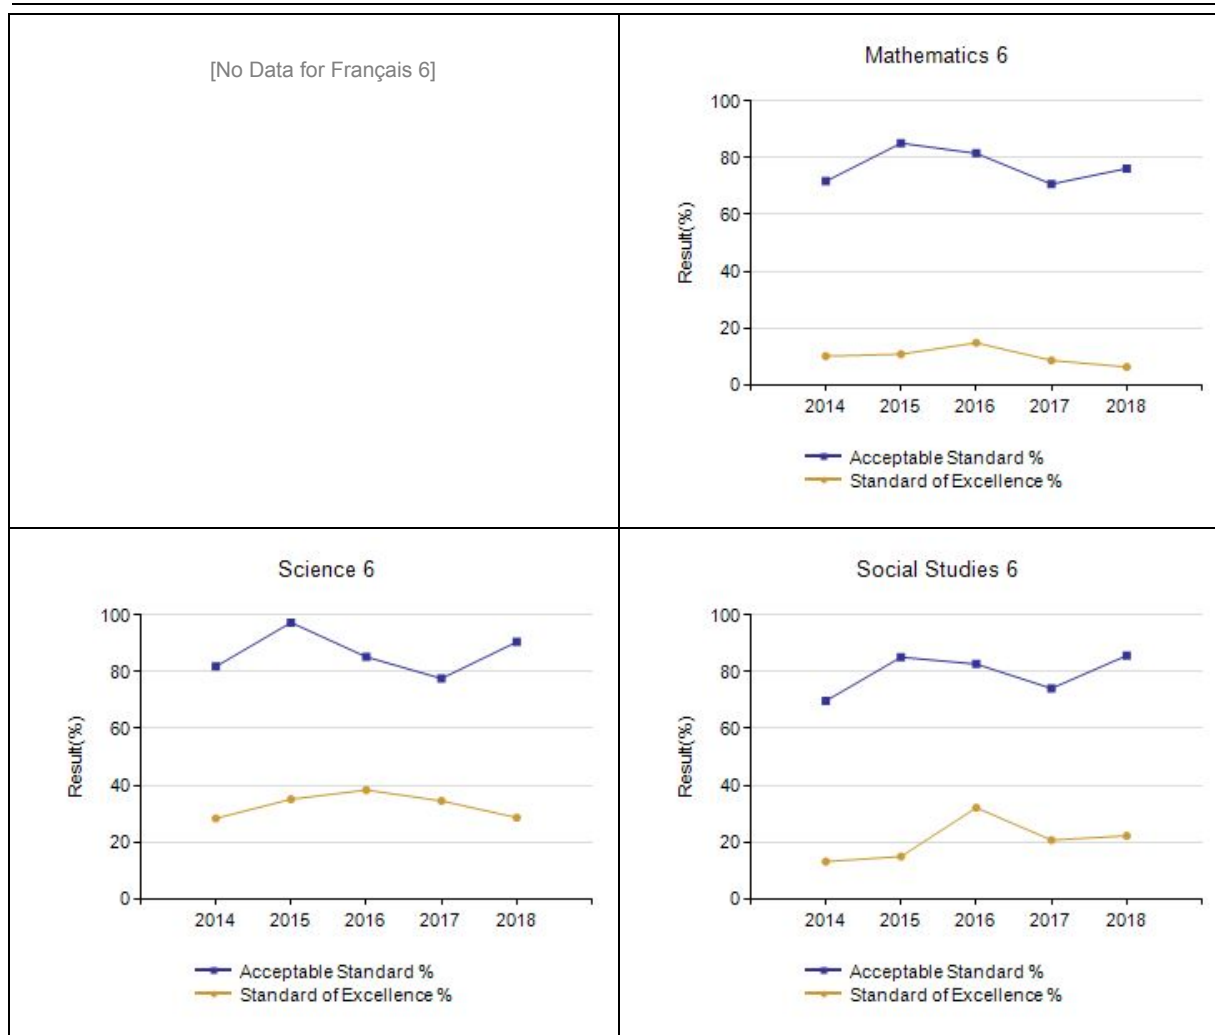 [No Data for Français 6]
Mathematics 6
100
80
60
40
20
0
Result(%)
2014 2015 2016 2017 2018
Acceptable Standard %
Standard of Excellence %
Science 6
100
80
60
40
20
0
Result(%)
2014 2015 2016 2017 2018
Acceptable Standard %
Standard of Excellence %
Social Studies 6
100
80
60
40
20
0
Result(%)
2014 2015 2016 2017 2018
Acceptable Standard %
Standard of Excellence %